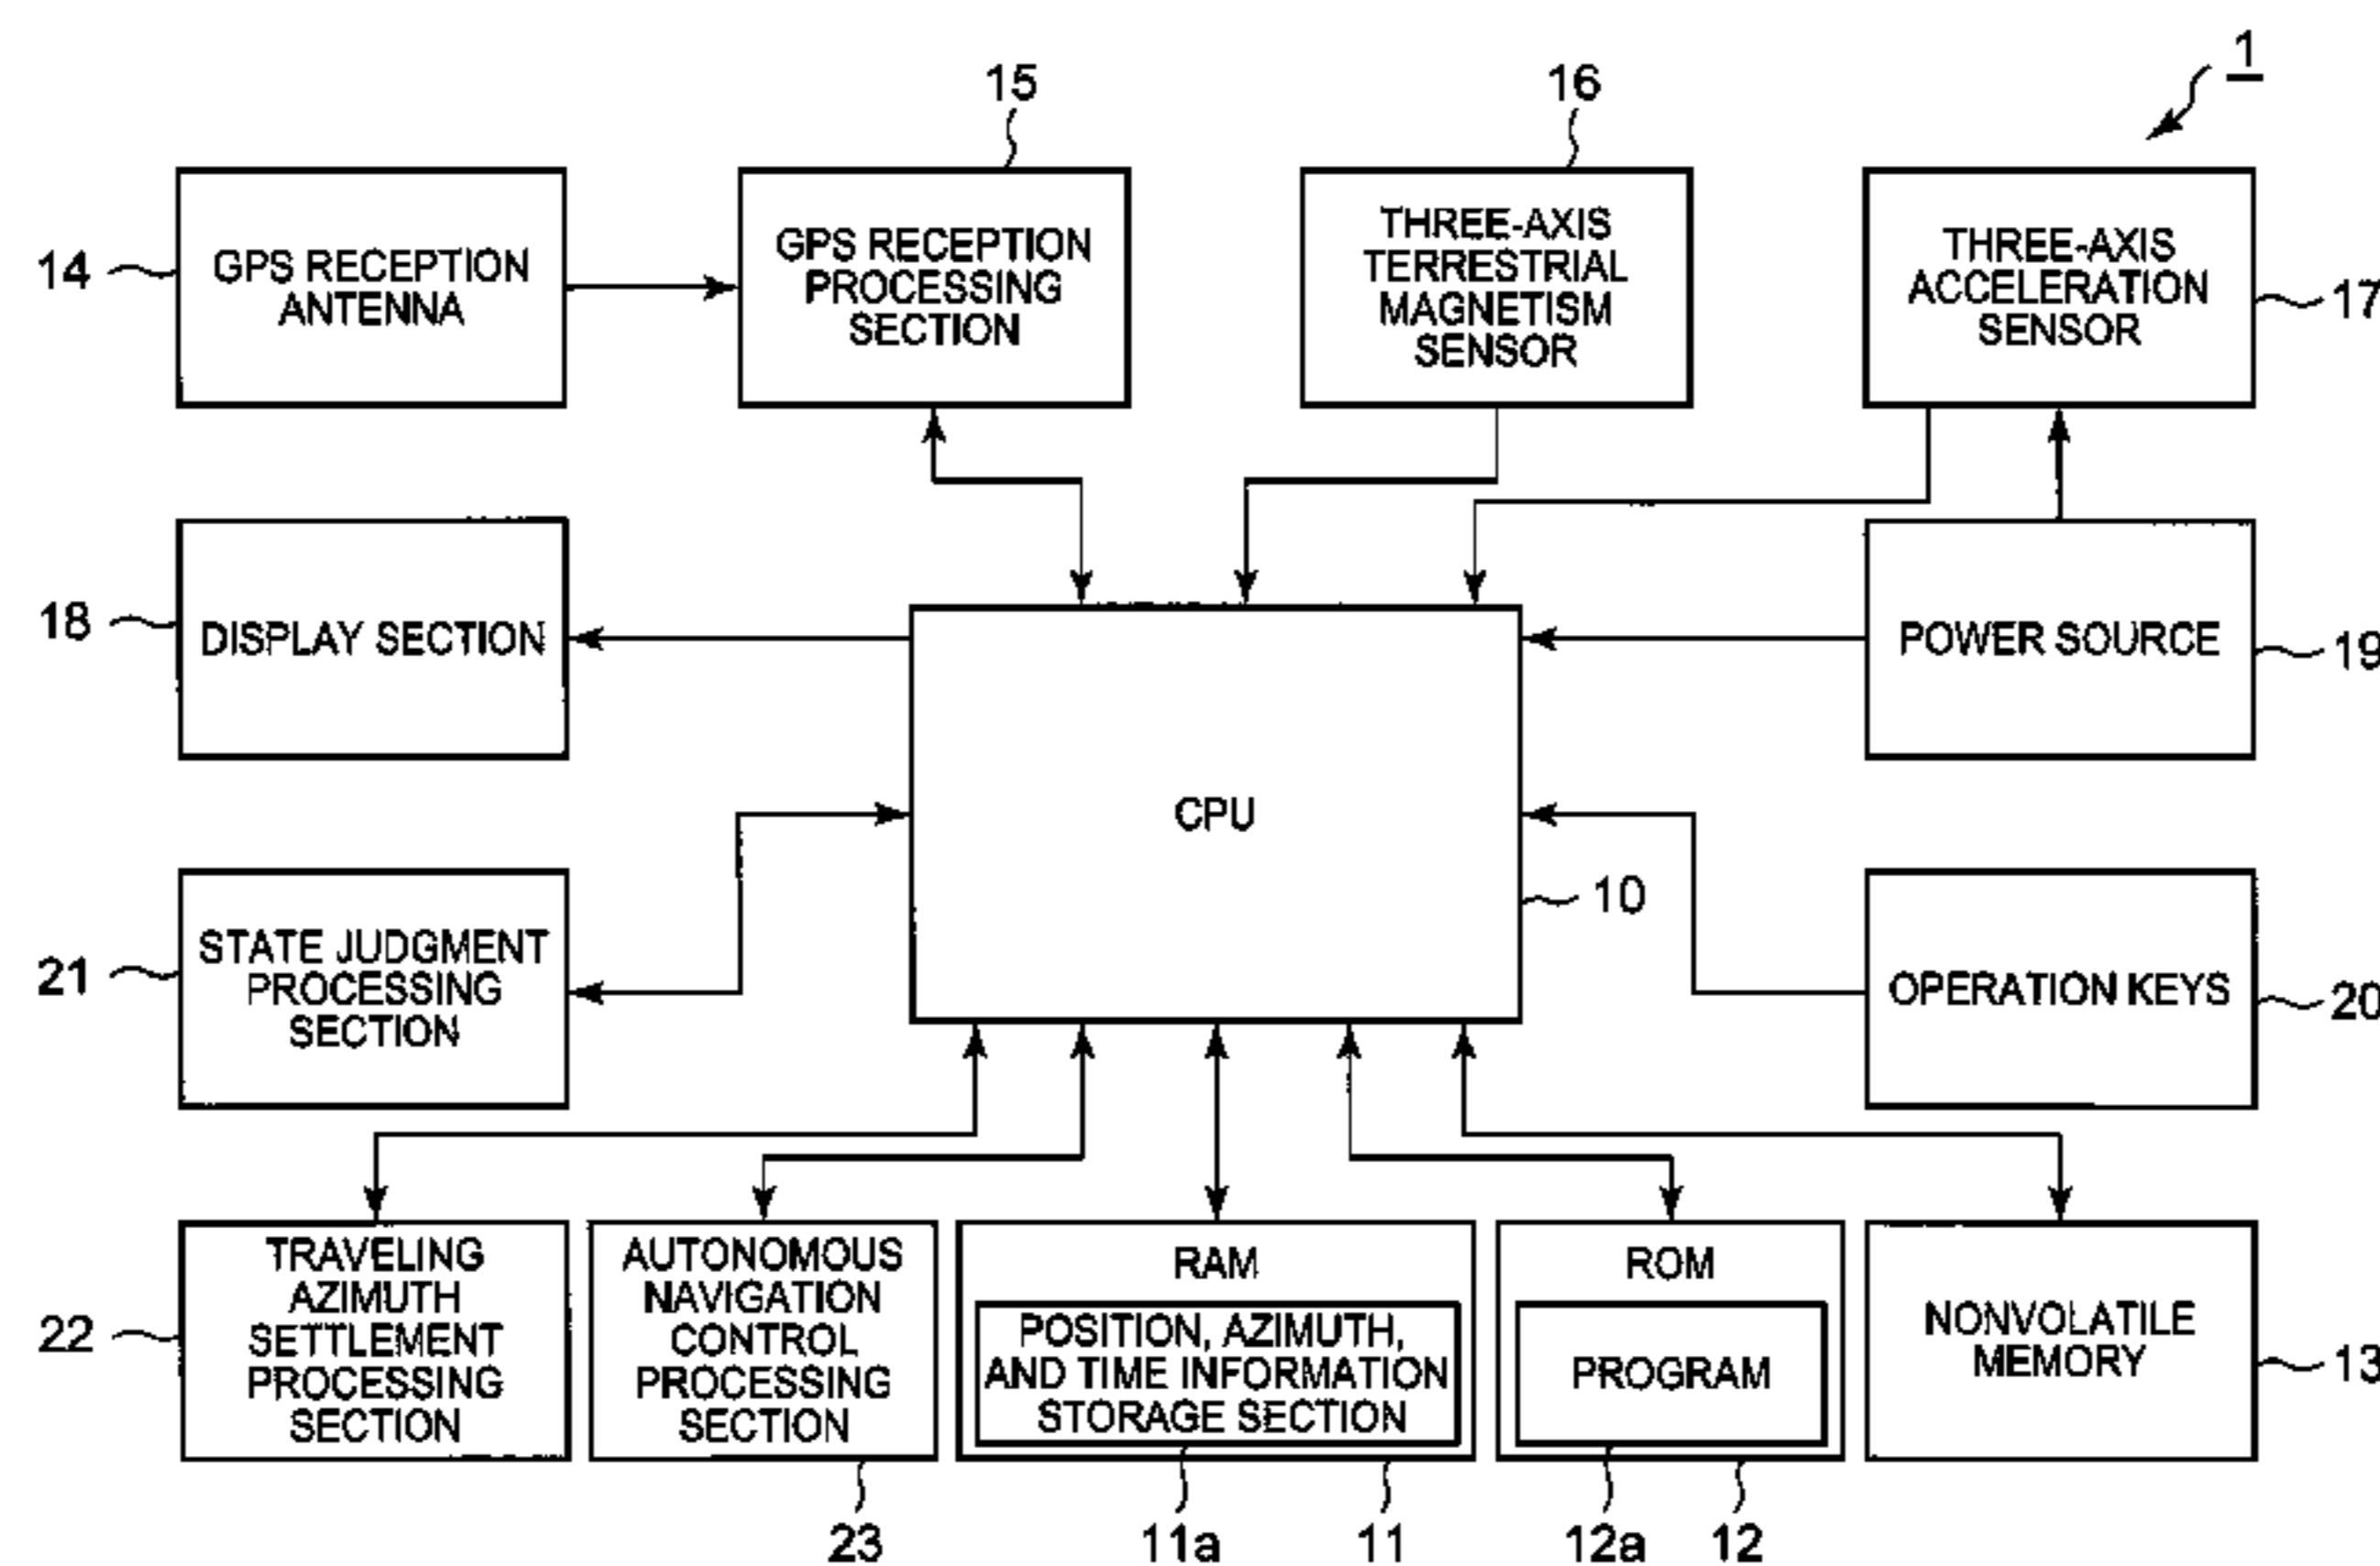 1
15
16
14
GPS RECEPTION
ANTENNA
GPS RECEPTION
PROCESSING
SECTION
THREE-AXIS
TERRESTRIAL
MAGNETISM
SENSOR
THREE-AXIS
ACCELERATION
SENSOR
17
18
DISPLAY SECTION
POWER SOURCE
19
CPU
10
21
STATE JUDGMENT
PROCESSING
SECTION
OPERATION KEYS
20
22
TRAVELING
AZIMUTH
SETTLEMENT
PROCESSING
SECTION
AUTONOMOUS
NAVIGATION
CONTROL
PROCESSING
SECTION
RAM
POSITION, AZIMUTH,
AND TIME INFORMATION
STORAGE SECTION
ROM
PROGRAM
NONVOLATILE
MEMORY
13
23
11a
11
12a
12